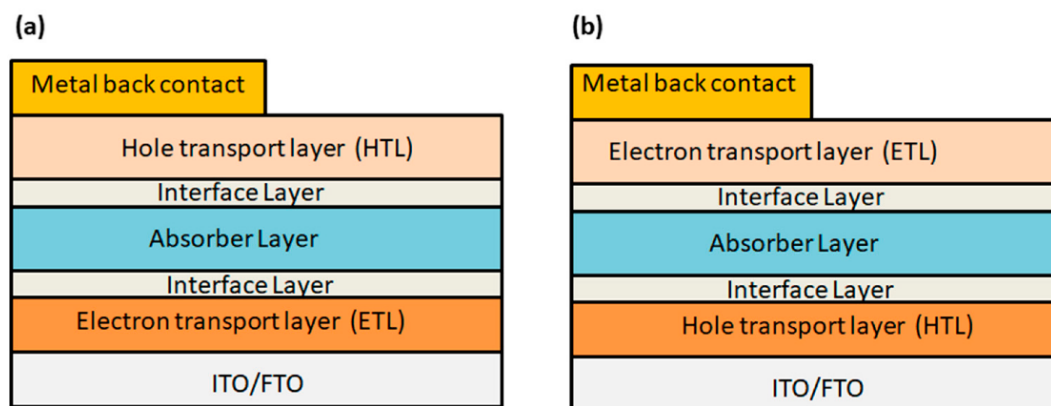 (a)
Metal back contact
Hole transport layer (HTL)
Interface Layer
Absorber Layer
Interface Layer
Electron transport layer (ETL)
ITO/FTO
(b)
Metal back contact
Electron transport layer (ETL)
Interface Layer
Absorber Layer
Interface Layer
Hole transport layer (HTL)
ITO/FTO